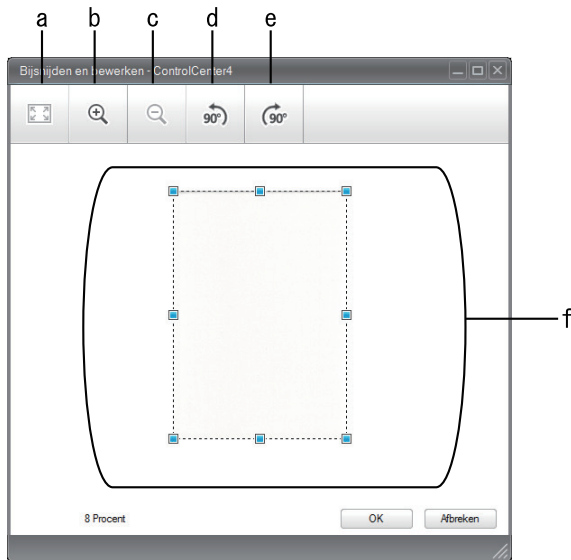 a b c d e
Bijsnijden en bewerken - ControlCenter4
90° 90°
f
8 Procent OK Afbreken